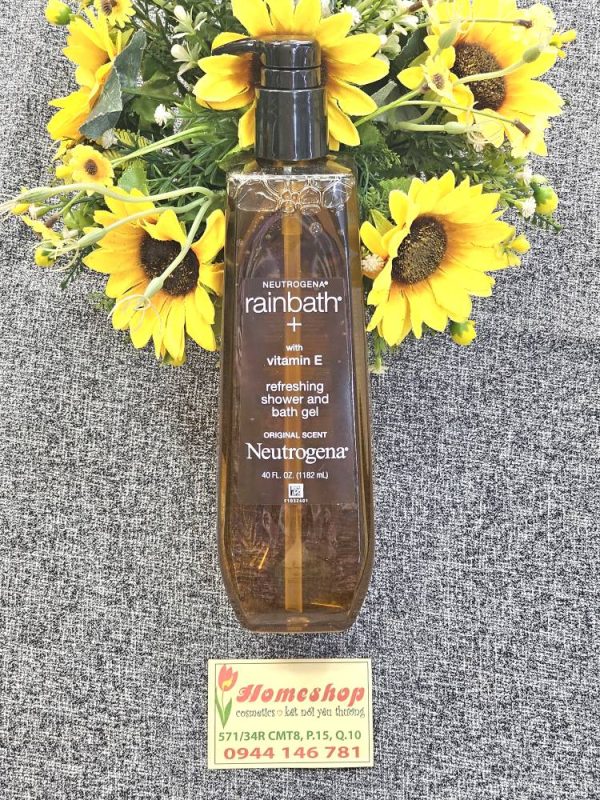 NEUTROGENA®
rainbath®
+
with
vitamin E
refreshing
shower and
bath gel
ORIGINAL SCENT
Neutrogena®
40 FL. OZ. (1182 mL)
Homeshop
cosmetics kết nối yêu thương
571/34R CMT8, P.15, Q.10
0944 146 781